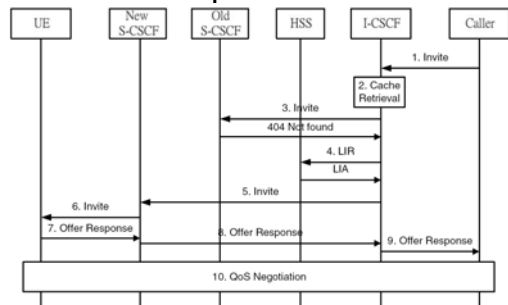 UE
New
S-CSCF
Old
S-CSCF
HSS
I-CSCF
Caller
1. Invite
2. Cache
Retrieval
3. Invite
404 Not found
4. LIR
LIA
5. Invite
6. Invite
7. Offer Response
8. Offer Response
9. Offer Response
10. QoS Negotiation